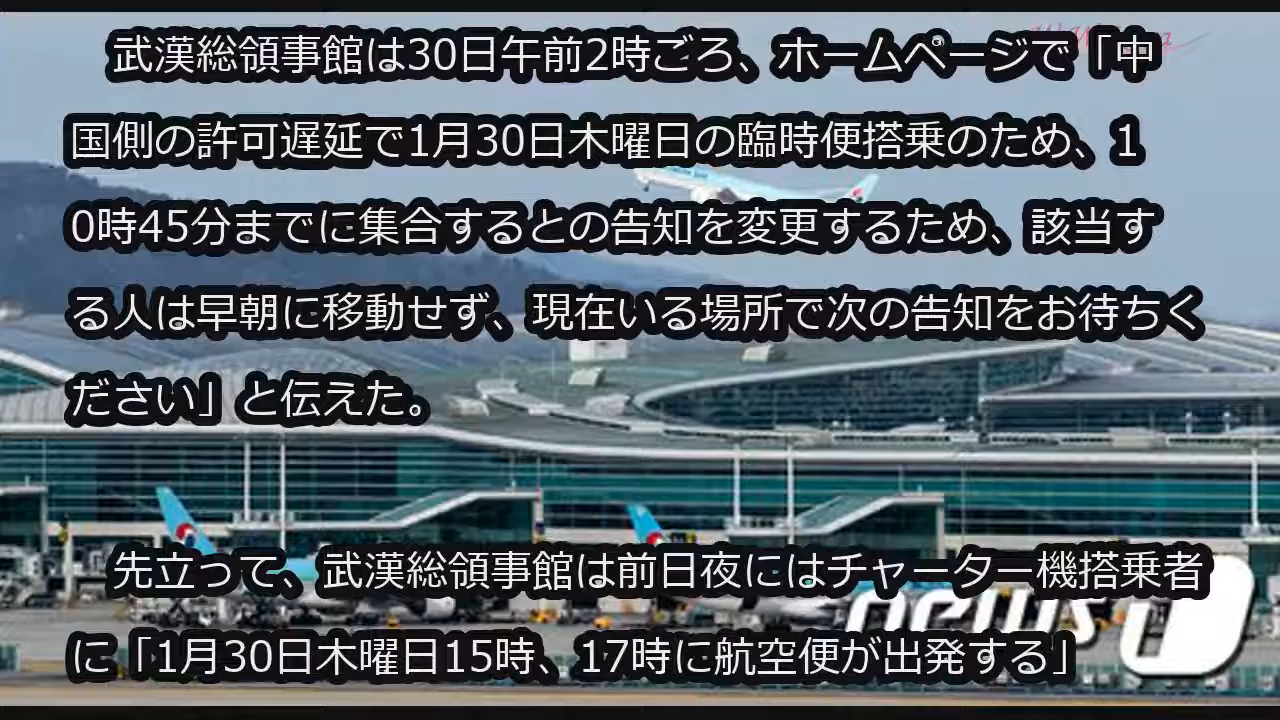 武漢総領事館は30日午前2時ごろ、ホームページで「中
国側の許可遅延で1月30日木曜日の臨時便搭乗のため、1
0時45分までに集合するとの告知を変更するため、該当す
る人は早朝に移動せず、現在いる場所で次の告知をお待ちく
ださい」と伝えた。
先立って、武漢総領事館は前日夜にはチャーター機搭乗者
に「1月30日木曜日15時、17時に航空便が出発する」
news1